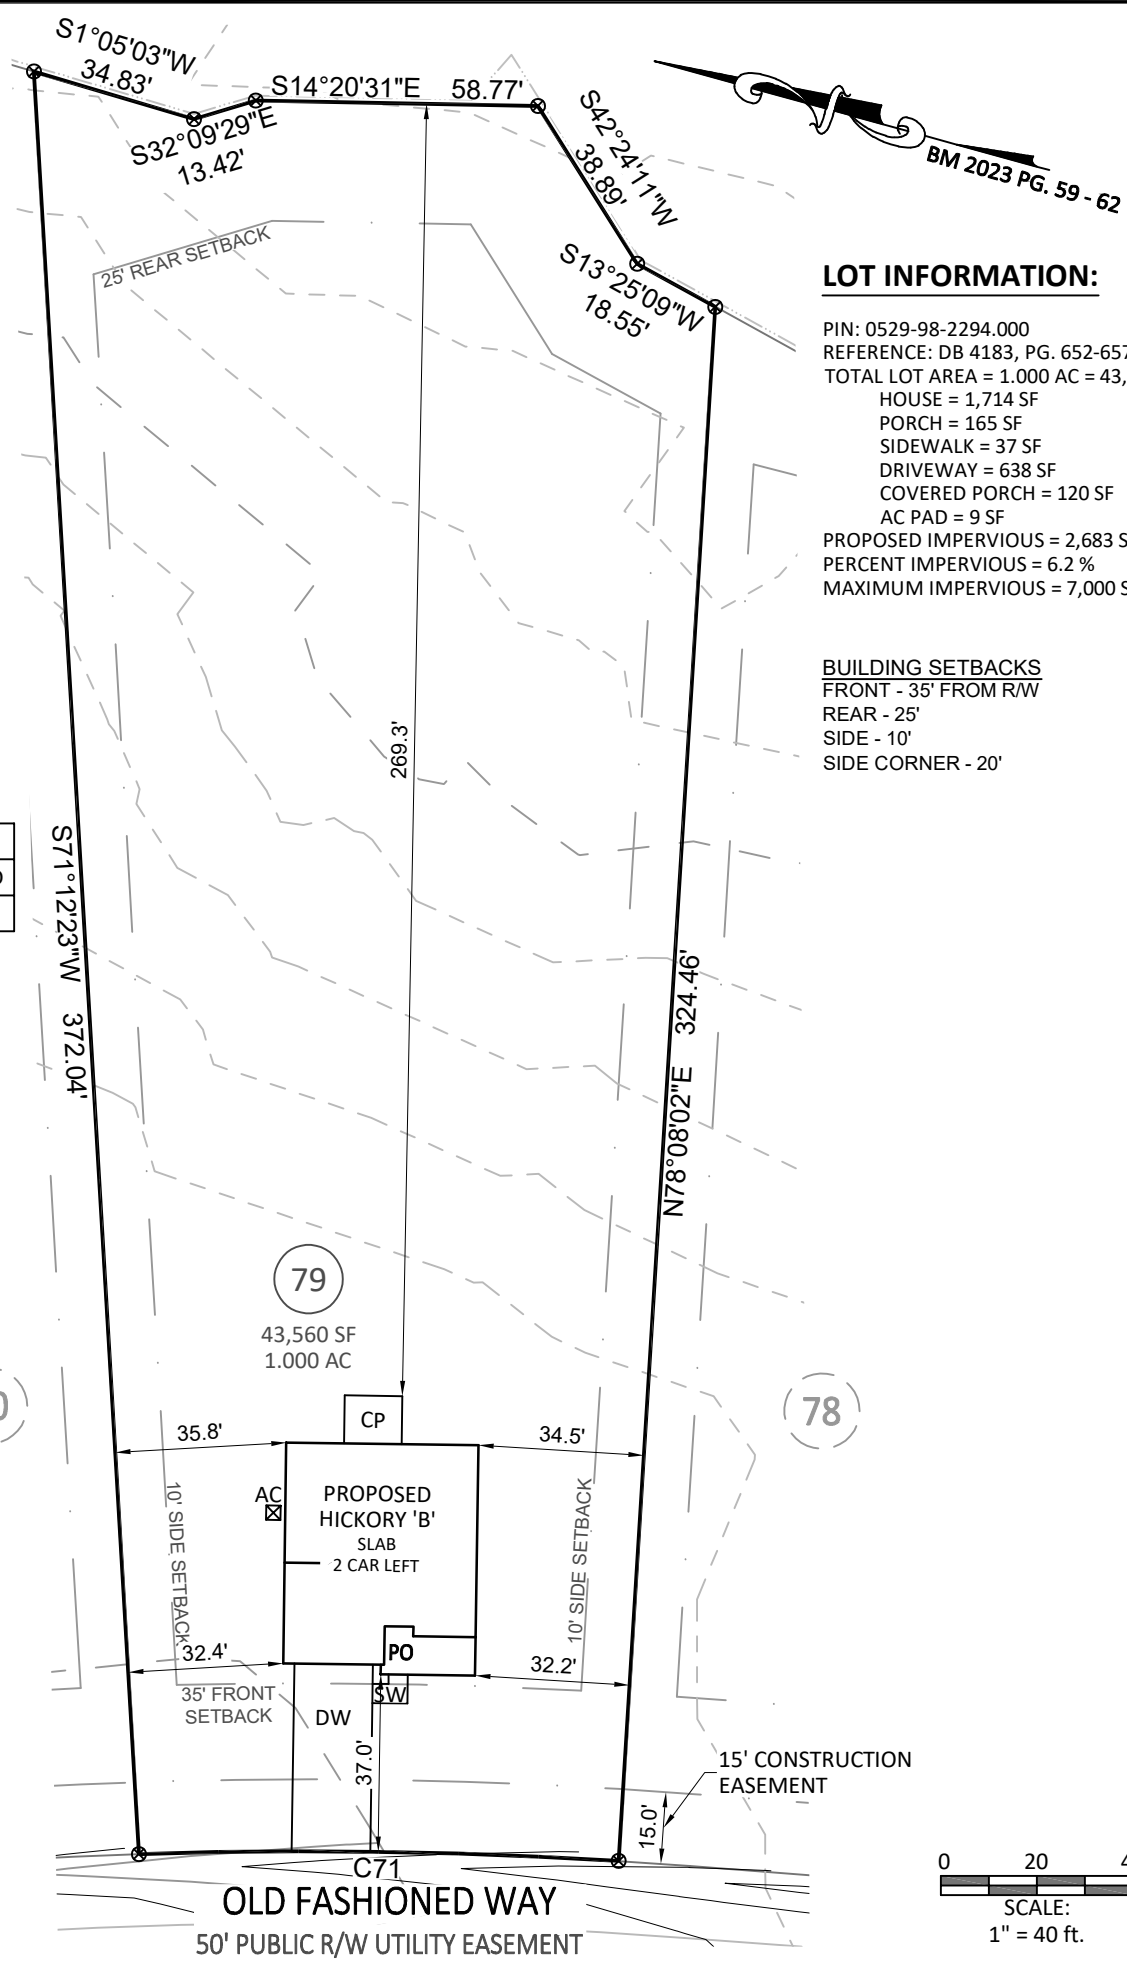 S1°05'03"W
34.83'
S32°09'29"E
13.42'
S14°20'31"E 58.77'
S42°24'11"W
38.89'
S13°25'09"W
18.55'
BM 2023 PG. 59 - 62
25' REAR SETBACK
LOT INFORMATION:
PIN: 0529-98-2294.000
REFERENCE: DB 4183, PG. 652-657
TOTAL LOT AREA = 1.000 AC = 43,
HOUSE = 1,714 SF
PORCH = 165 SF
SIDEWALK = 37 SF
DRIVEWAY = 638 SF
COVERED PORCH = 120 SF
AC PAD = 9 SF
PROPOSED IMPERVIOUS = 2,683 S
PERCENT IMPERVIOUS = 6.2 %
MAXIMUM IMPERVIOUS = 7,000 S
BUILDING SETBACKS
FRONT - 35' FROM R/W
REAR - 25'
SIDE - 10'
SIDE CORNER - 20'
269.3'
S71°12'23"W 372.04'
N78°08'02"E 324.46'
79
43,560 SF
1.000 AC
78
CP
35.8'
34.5'
AC
PROPOSED
HICKORY 'B'
SLAB
2 CAR LEFT
10' SIDE SETBACK
10' SIDE SETBACK
PO
32.4'
32.2'
35' FRONT
SETBACK
SW
DW
37.0'
15' CONSTRUCTION
EASEMENT
15.0'
C71
OLD FASHIONED WAY
50' PUBLIC R/W UTILITY EASEMENT
0 20 4
SCALE:
1" = 40 ft.